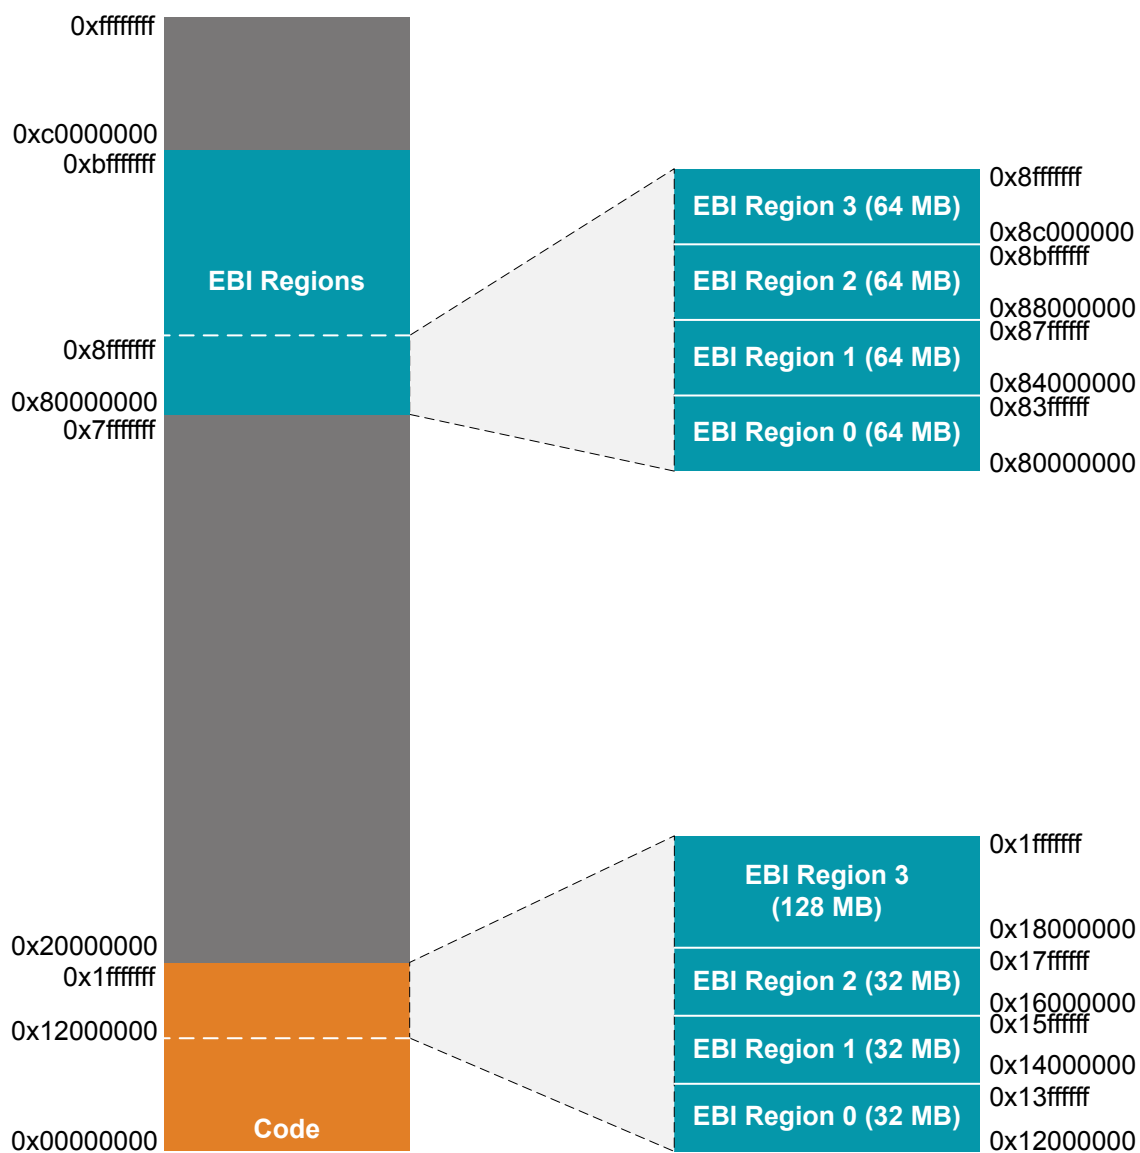 0xffffffff
0xc0000000
0xbfffffff
EBI Regions
0x8fffffff
0x80000000
0x7fffffff
0x20000000
0x1fffffff
0x12000000
Code
0x00000000
EBI Region 3 (64 MB)
0x8fffffff
0x8c000000
EBI Region 2 (64 MB)
0x8bffffff
0x88000000
EBI Region 1 (64 MB)
0x87ffffff
0x84000000
EBI Region 0 (64 MB)
0x83ffffff
0x80000000
EBI Region 3
(128 MB)
0x1fffffff
0x18000000
EBI Region 2 (32 MB)
0x17ffffff
0x16000000
EBI Region 1 (32 MB)
0x15ffffff
0x14000000
EBI Region 0 (32 MB)
0x13ffffff
0x12000000